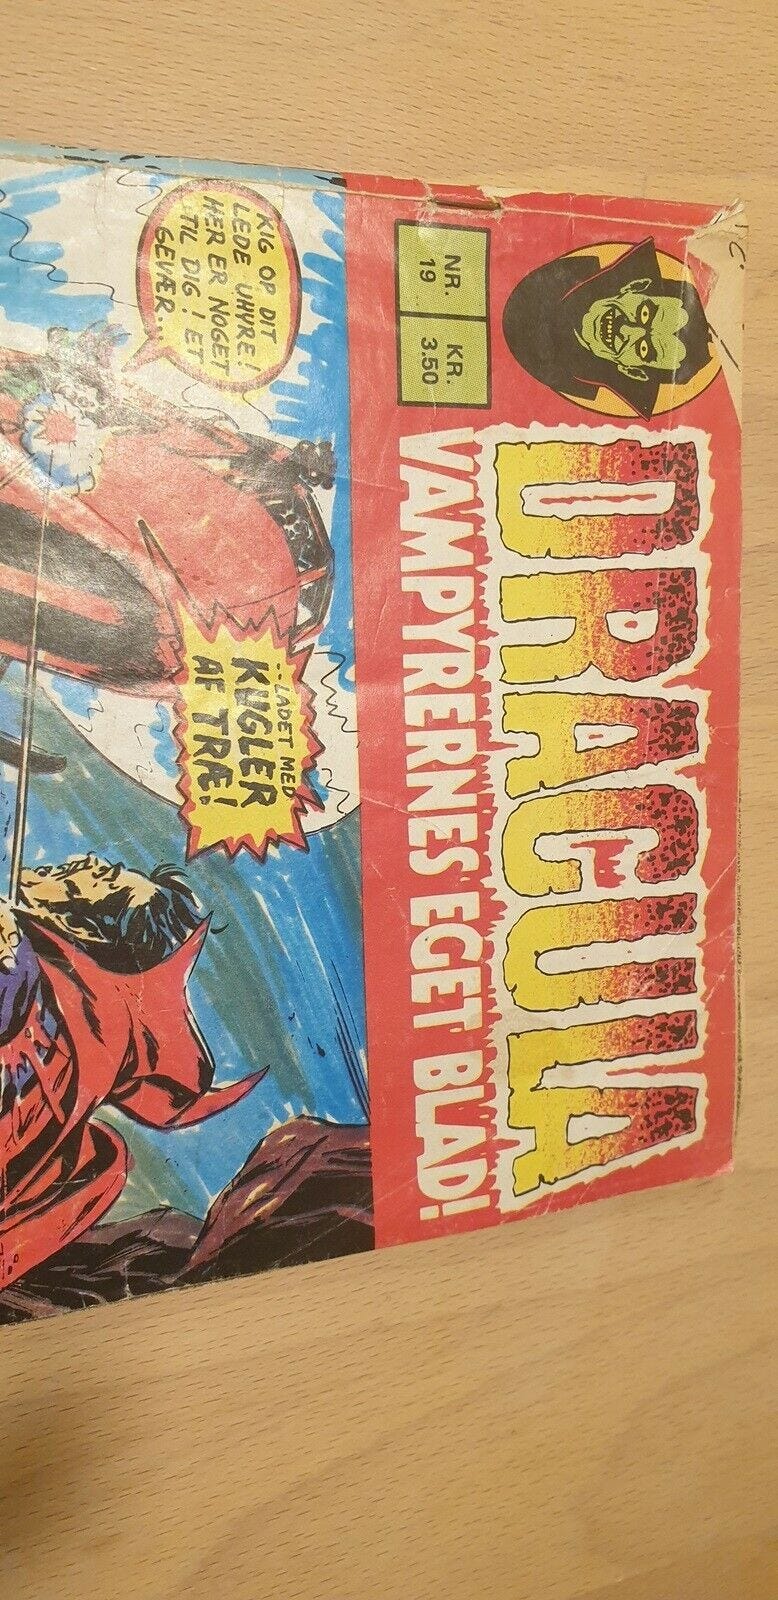 NR.
19
KR.
3.50
DRACULA
VAMPYRERNES EGET BLAD!
KIG OP DIT
LEDE UHYRE!
HER ER NOGET
TIL DIG! ET
GEVÆR...
...LADET MED
KUGLER
AF TRÆ!